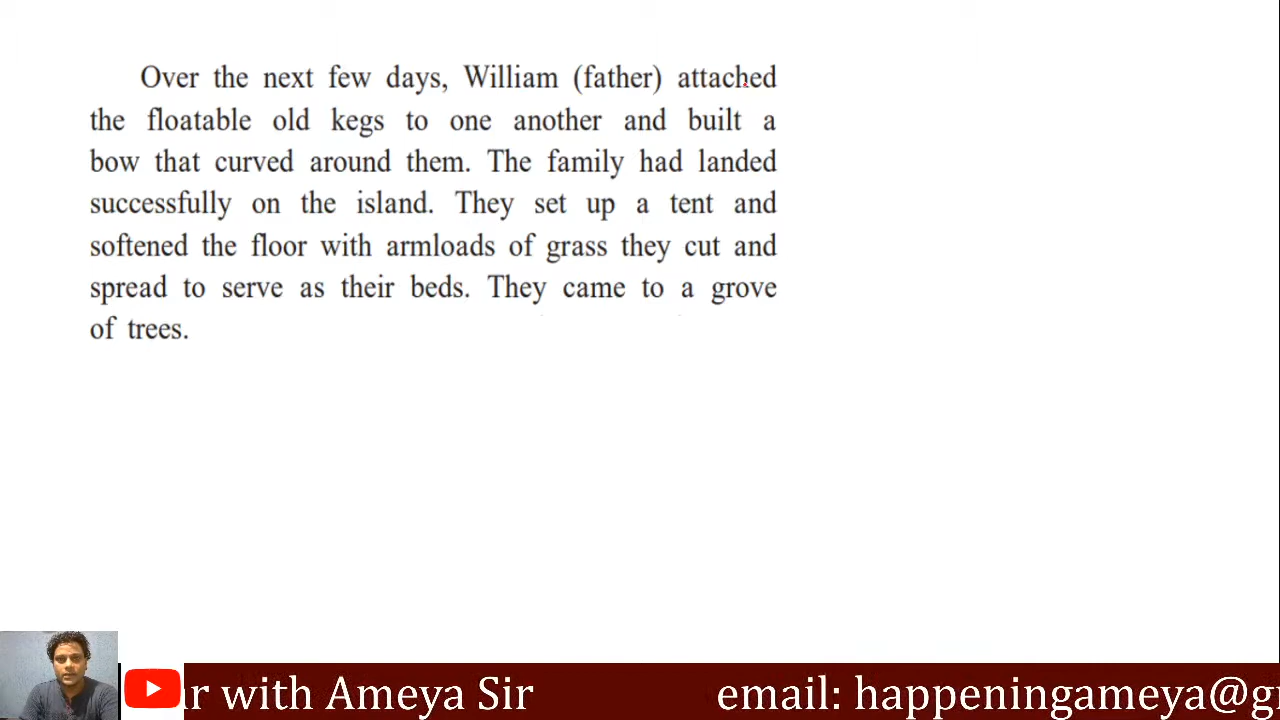 Over the next few days, William (father) attached
the floatable old kegs to one another and built a
bow that curved around them. The family had landed
successfully on the island. They set up a tent and
softened the floor with armloads of grass they cut and
spread to serve as their beds. They came to a grove
of trees.
with Ameya Sir
email: happeningameya@g